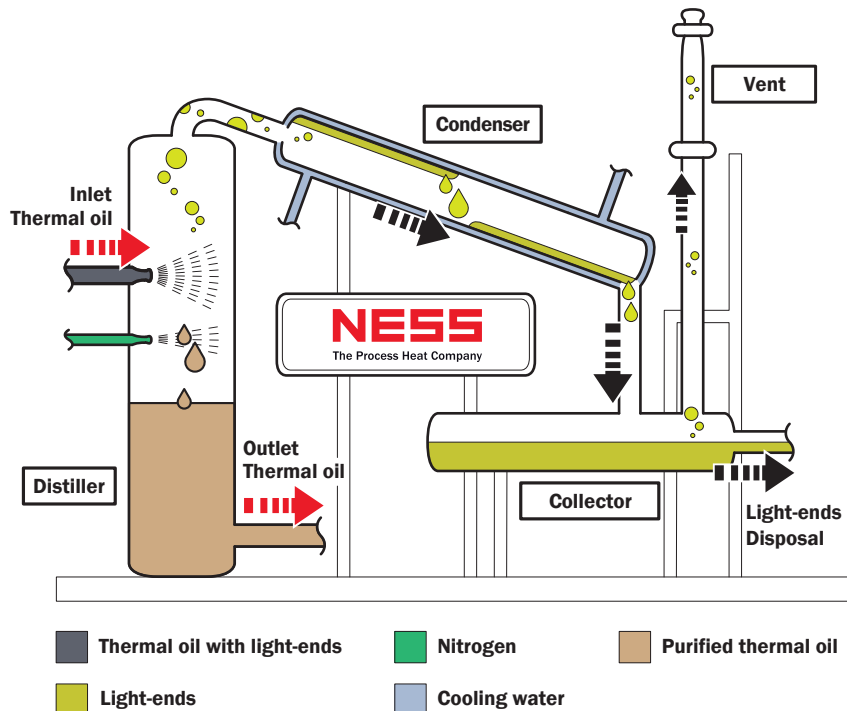 Vent
Condenser
Inlet
Thermal oil
NESS
The Process Heat Company
Outlet
Thermal oil
Distiller
Collector
Light-ends
Disposal
Thermal oil with light-ends
Nitrogen
Purified thermal oil
Light-ends
Cooling water